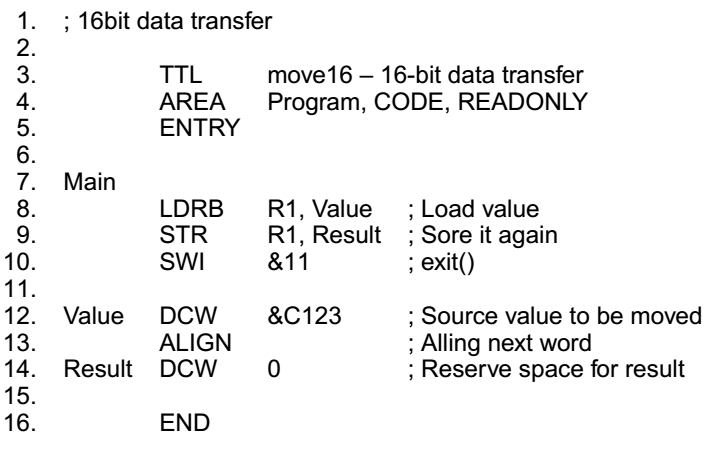 1. ; 16bit data transfer
2.
3. TTL move16 – 16-bit data transfer
4. AREA Program, CODE, READONLY
5. ENTRY
6.
7. Main
8. LDRB R1, Value ; Load value
9. STR R1, Result ; Sore it again
10. SWI &11 ; exit()
11.
12. Value DCW &C123 ; Source value to be moved
13. ALIGN ; Alling next word
14. Result DCW 0 ; Reserve space for result
15.
16. END